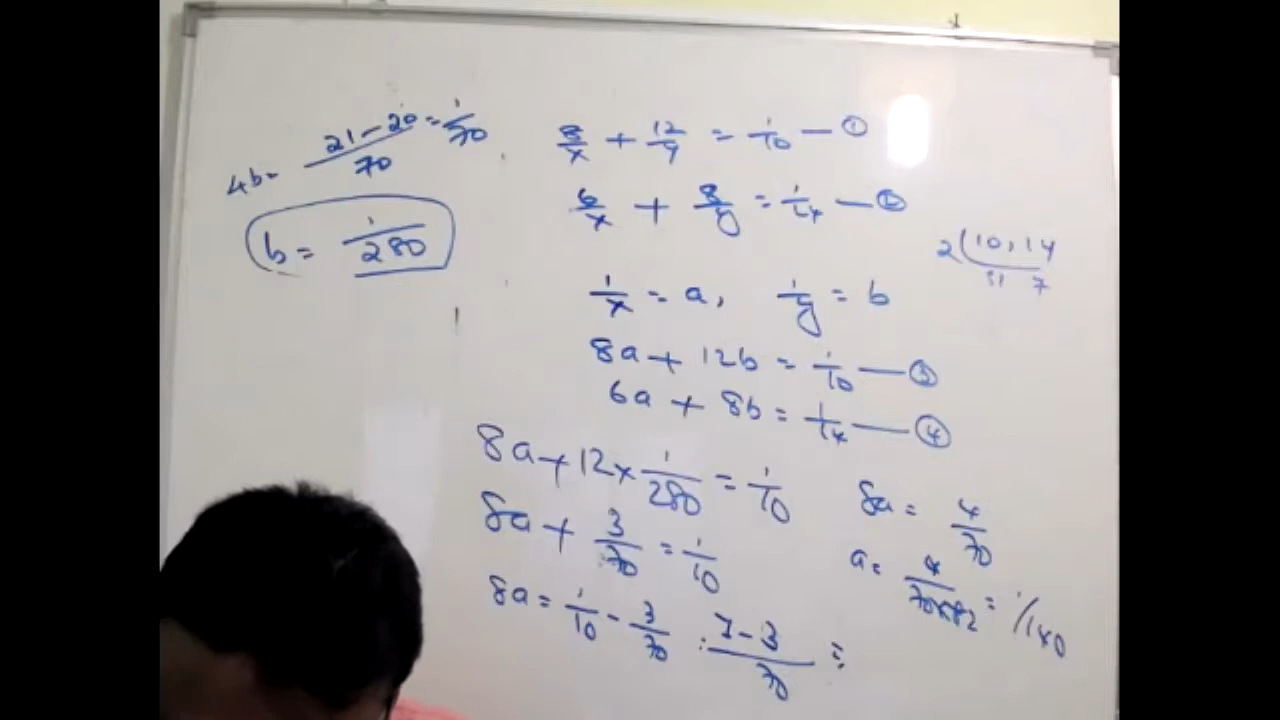 4b = 21-20/70 = 1/70
b = 1/280
8/x + 12/y = 1/10 — ①
6/x + 8/y = 1/14 — ②
2(10, 14
5, 7
1/x = a, 1/y = b
8a + 12b = 1/10 — ③
6a + 8b = 1/14 — ④
8a + 12 x 1/280 = 1/10
8a + 3/70 = 1/10
8a = 1/10 - 3/70 : 7-3/70 =
8a = 4/70
a = 4/70x82 = 1/140